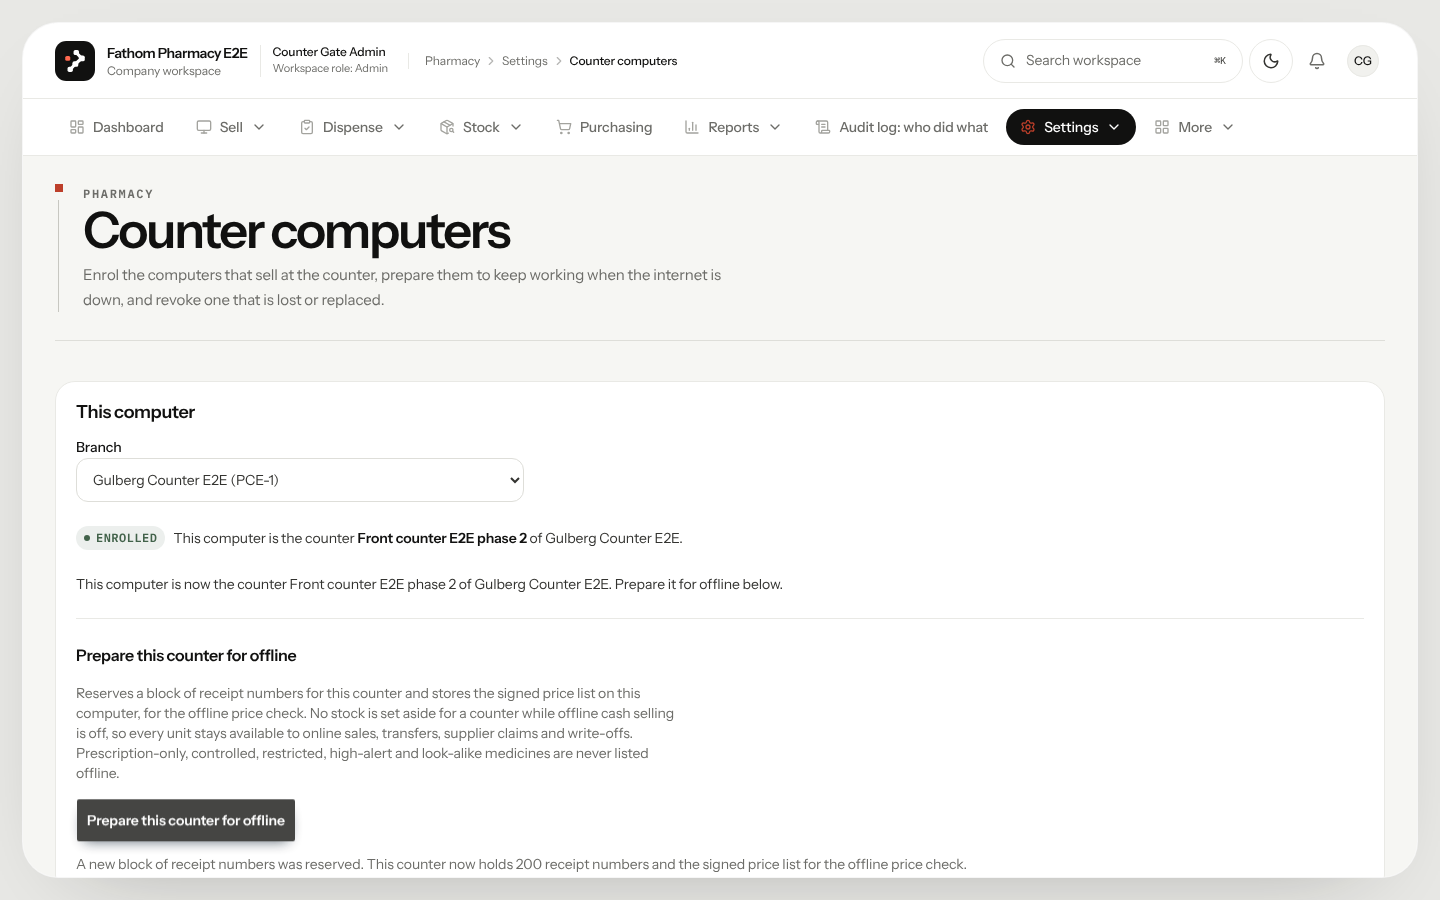 Fathom Pharmacy E2E
Company workspace
Counter Gate Admin
Workspace role: Admin
Pharmacy
Settings
Counter computers
Search workspace
⌘K
CG
Dashboard
Sell
Dispense
Stock
Purchasing
Reports
Audit log: who did what
Settings
More
PHARMACY
Counter computers
Enrol the computers that sell at the counter, prepare them to keep working when the internet is
down, and revoke one that is lost or replaced.
This computer
Branch
Gulberg Counter E2E (PCE-1)
ENROLLED
This computer is the counter Front counter E2E phase 2 of Gulberg Counter E2E.
This computer is now the counter Front counter E2E phase 2 of Gulberg Counter E2E. Prepare it for offline below.
Prepare this counter for offline
Reserves a block of receipt numbers for this counter and stores the signed price list on this
computer, for the offline price check. No stock is set aside for a counter while offline cash selling
is off, so every unit stays available to online sales, transfers, supplier claims and write-offs.
Prescription-only, controlled, restricted, high-alert and look-alike medicines are never listed
offline.
Prepare this counter for offline
A new block of receipt numbers was reserved. This counter now holds 200 receipt numbers and the signed price list for the offline price check.